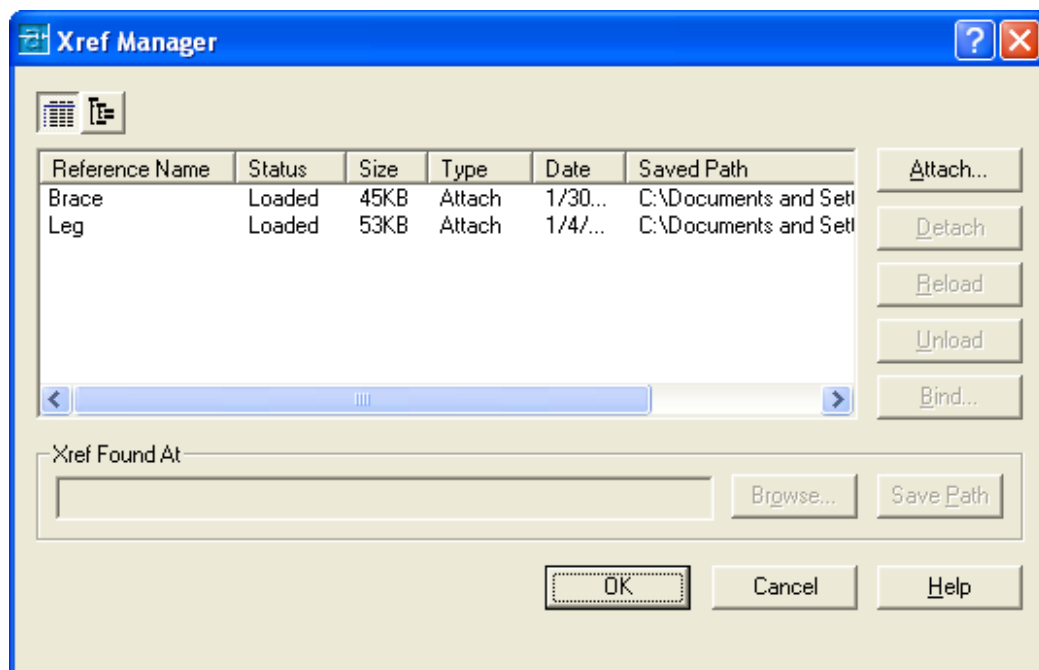 Xref Manager
Reference Name Status Size Type Date Saved Path
Brace Loaded 45KB Attach 1/30... C:\Documents and Sett
Leg Loaded 53KB Attach 1/4/... C:\Documents and Sett
Attach...
Detach
Reload
Unload
Bind...
Xref Found At
Browse... Save Path
OK Cancel Help